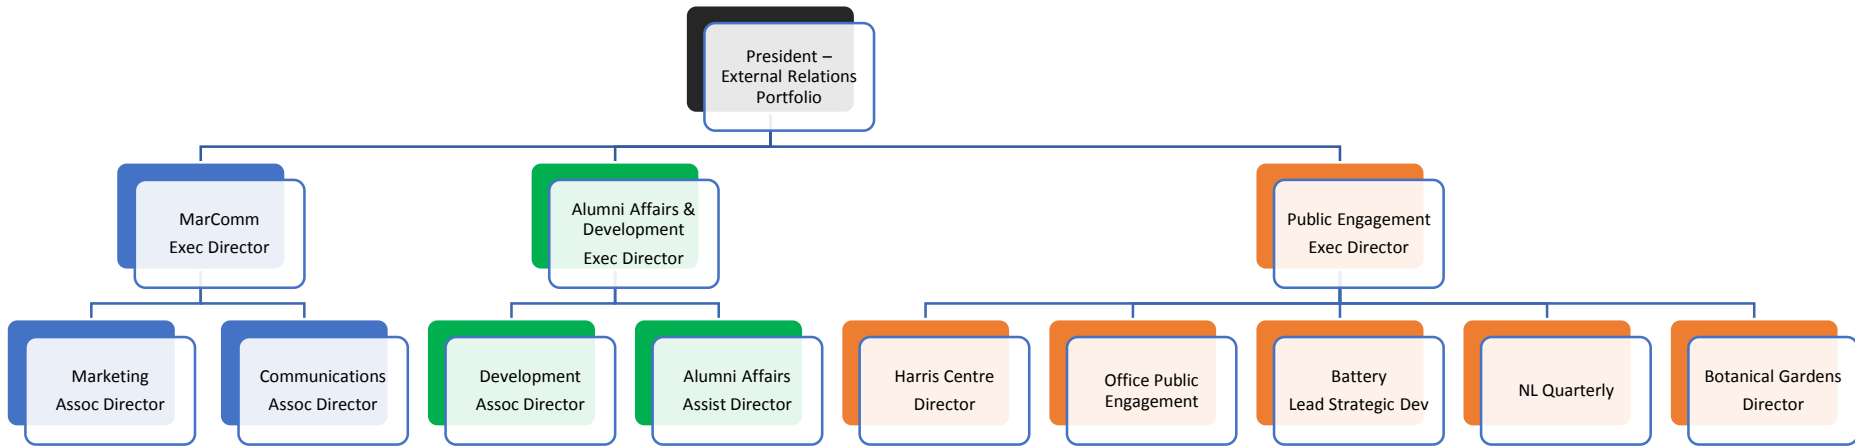 President –
External Relations
Portfolio
MarComm
Exec Director
Alumni Affairs &
Development
Exec Director
Public Engagement
Exec Director
Marketing
Assoc Director
Communications
Assoc Director
Development
Assoc Director
Alumni Affairs
Assist Director
Harris Centre
Director
Office Public
Engagement
Battery
Lead Strategic Dev
NL Quarterly
Botanical Gardens
Director